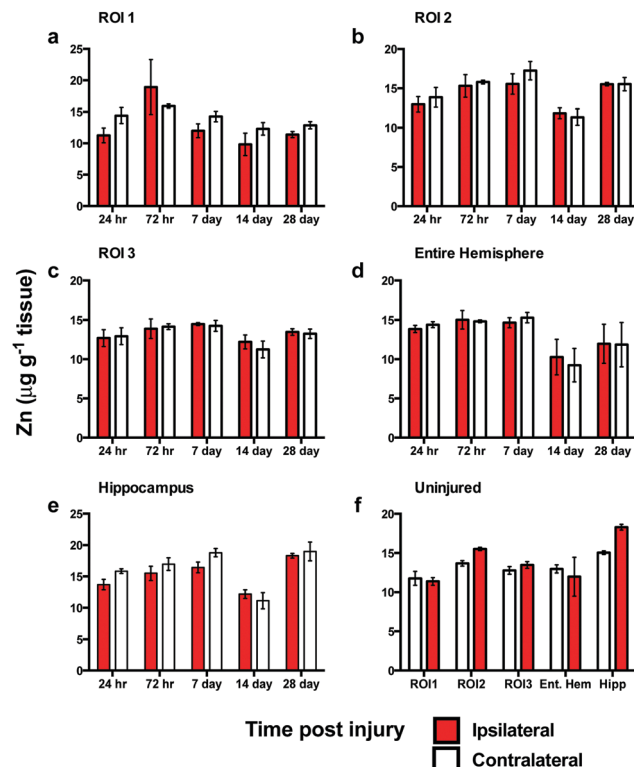 ROI 1
ROI 2
a
b
25
20
15
10
5
0
24 hr 72 hr 7 day 14 day 28 day
20
15
10
5
0
24 hr 72 hr 7 day 14 day 28 day
ROI 3
Entire Hemisphere
c
d
20
15
10
5
0
24 hr 72 hr 7 day 14 day 28 day
20
15
10
5
0
24 hr 72 hr 7 day 14 day 28 day
Zn (μg g⁻¹ tissue)
Hippocampus
Uninjured
e
f
25
20
15
10
5
0
24 hr 72 hr 7 day 14 day 28 day
20
15
10
5
0
ROI1 ROI2 ROI3 Ent. Hem Hipp
Time post injury
Ipsilateral
Contralateral